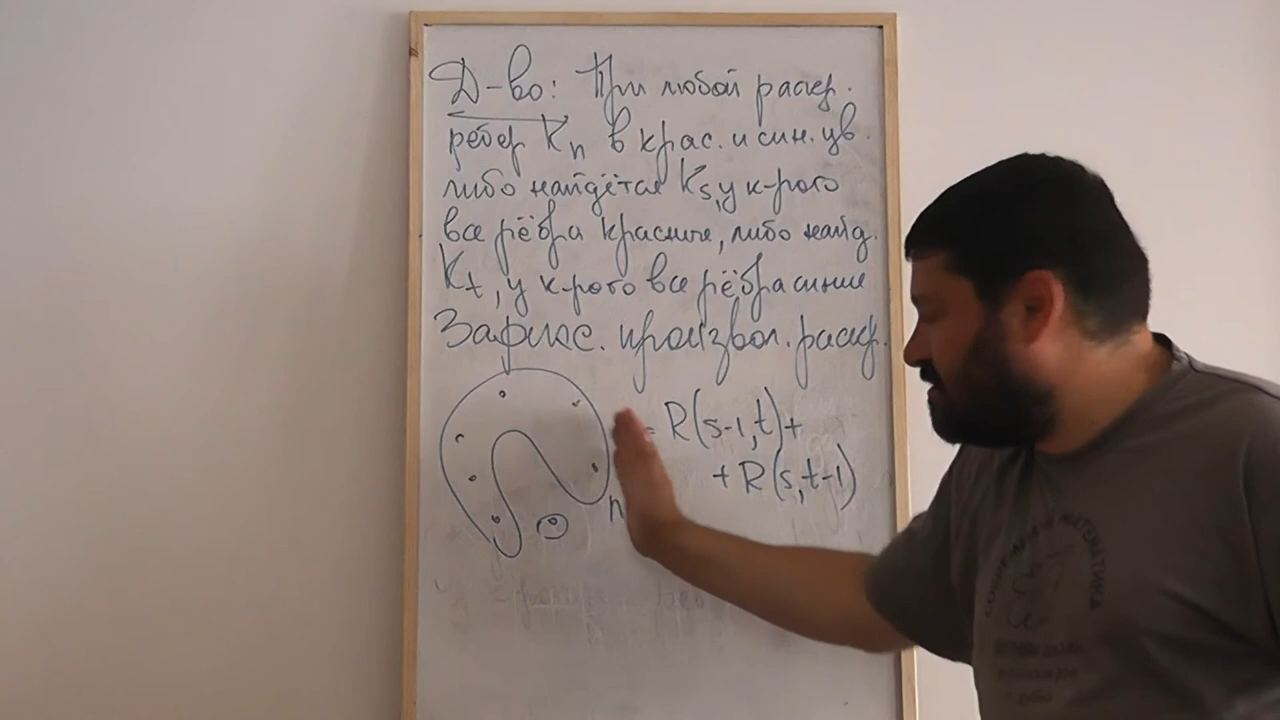 Д-во: При любой раскр.
рёбер Kn в крас. и син. цв.
либо найдётся Ks, у к-рого
все рёбра красные, либо найд.
Kt, у к-рого все рёбра синие
Зафикс. произвол. раскр.
= R(s-1,t)+
+ R(s,t-1)
n
МАТЕМАТИКА